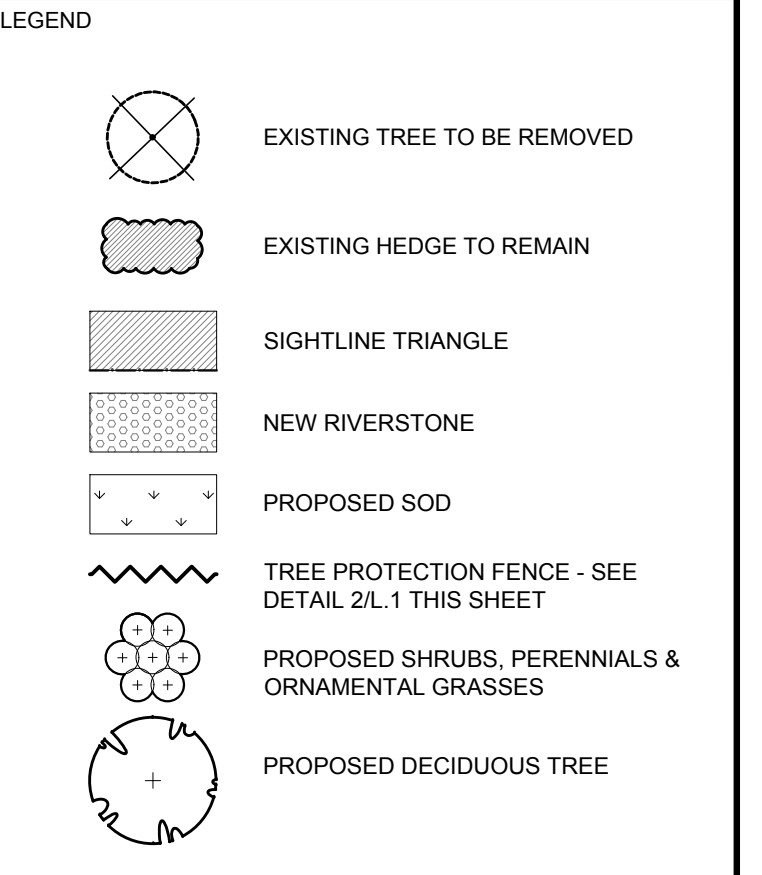 LEGEND
EXISTING TREE TO BE REMOVED
EXISTING HEDGE TO REMAIN
SIGHTLINE TRIANGLE
NEW RIVERSTONE
PROPOSED SOD
TREE PROTECTION FENCE - SEE
DETAIL 2/L.1 THIS SHEET
PROPOSED SHRUBS, PERENNIALS &
ORNAMENTAL GRASSES
PROPOSED DECIDUOUS TREE